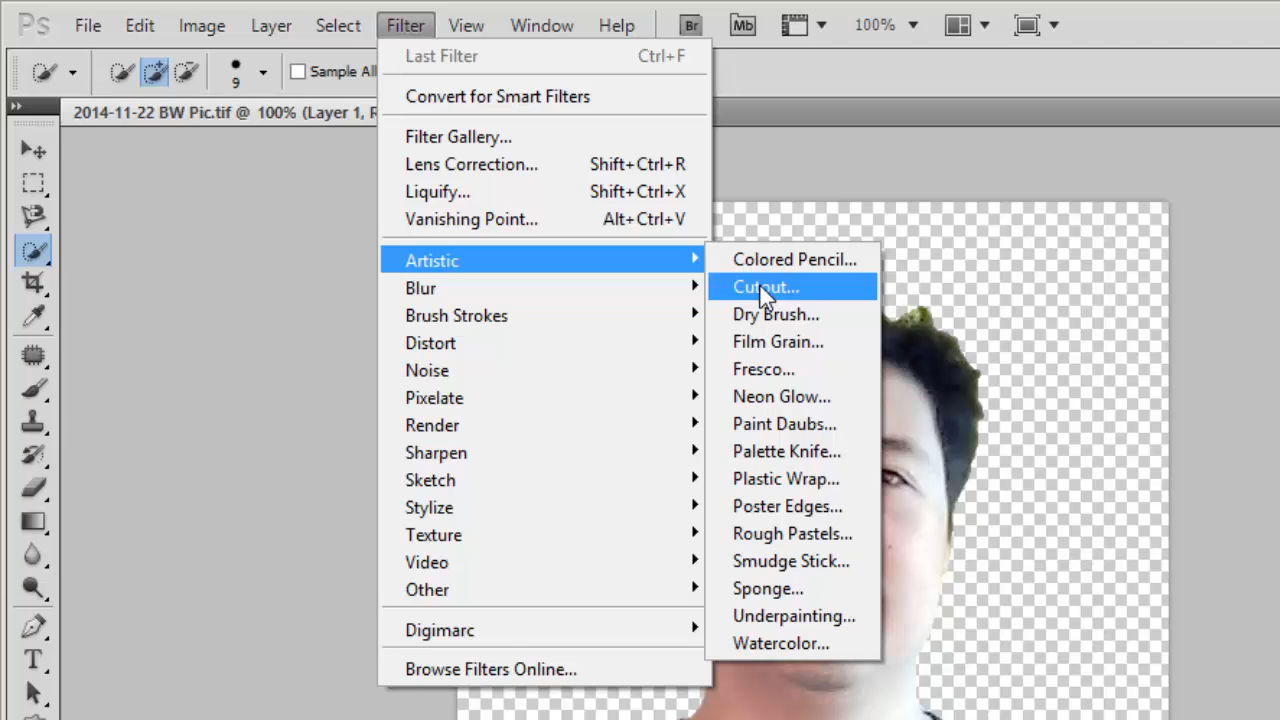 Ps File Edit Image Layer Select Filter View Window Help Br Mb 100%
9 Sample All
2014-11-22 BW Pic.tif @ 100% (Layer 1, R
Last Filter Ctrl+F
Convert for Smart Filters
Filter Gallery...
Lens Correction... Shift+Ctrl+R
Liquify... Shift+Ctrl+X
Vanishing Point... Alt+Ctrl+V
Artistic
Blur
Brush Strokes
Distort
Noise
Pixelate
Render
Sharpen
Sketch
Stylize
Texture
Video
Other
Digimarc
Browse Filters Online...
Colored Pencil...
Cutout...
Dry Brush...
Film Grain...
Fresco...
Neon Glow...
Paint Daubs...
Palette Knife...
Plastic Wrap...
Poster Edges...
Rough Pastels...
Smudge Stick...
Sponge...
Underpainting...
Watercolor...